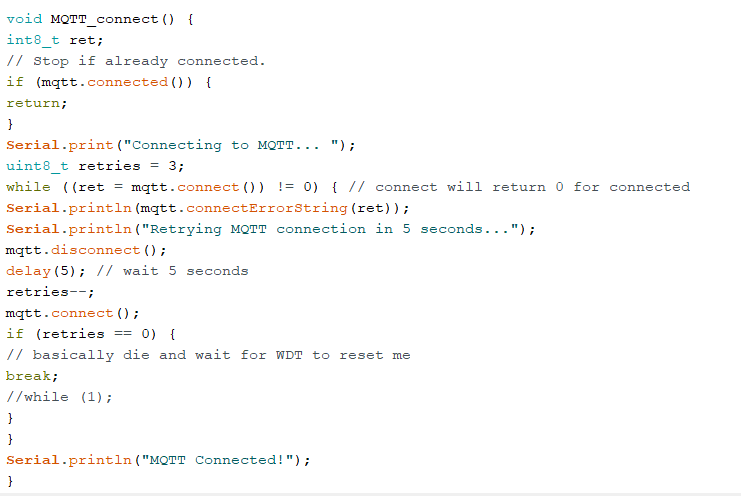 void MQTT_connect() {
int8_t ret;
// Stop if already connected.
if (mqtt.connected()) {
return;
}
Serial.print("Connecting to MQTT... ");
uint8_t retries = 3;
while ((ret = mqtt.connect()) != 0) { // connect will return 0 for connected
Serial.println(mqtt.connectErrorString(ret));
Serial.println("Retrying MQTT connection in 5 seconds...");
mqtt.disconnect();
delay(5); // wait 5 seconds
retries--;
mqtt.connect();
if (retries == 0) {
// basically die and wait for WDT to reset me
break;
//while (1);
}
}
Serial.println("MQTT Connected!");
}